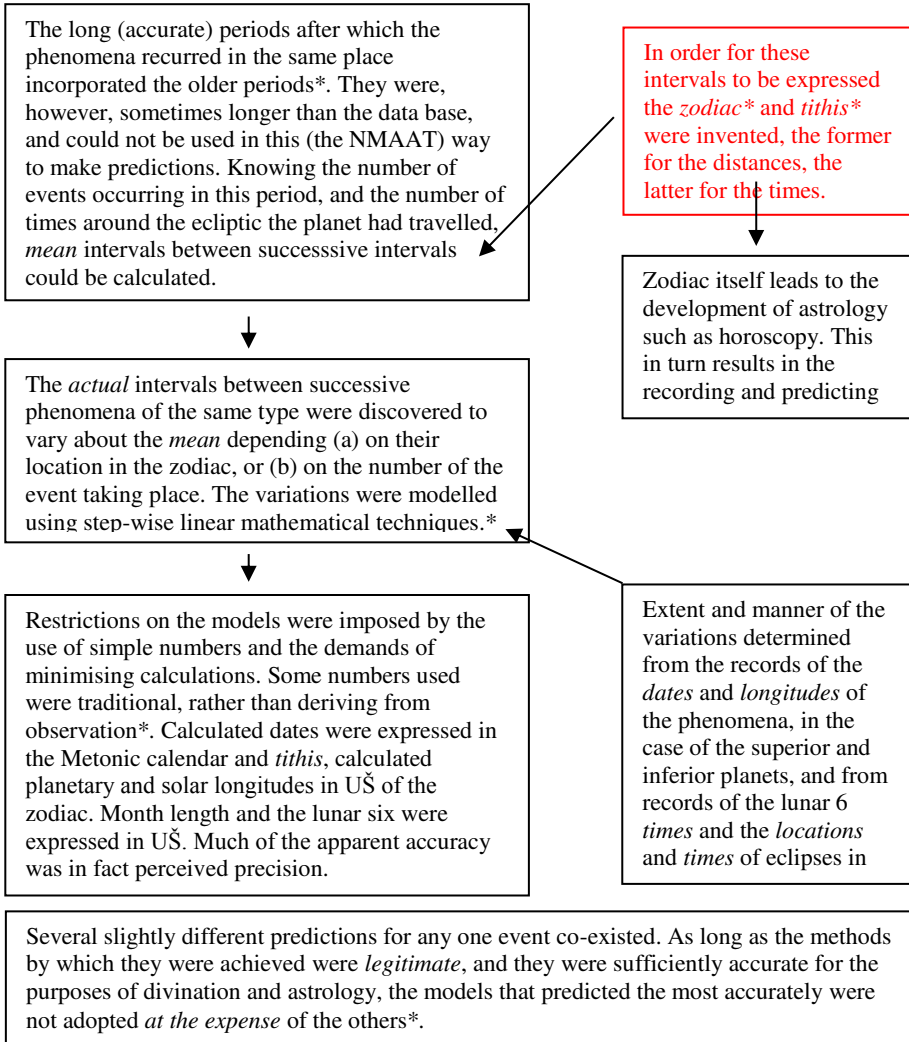 The long (accurate) periods after which the
phenomena recurred in the same place
incorporated the older periods*. They were,
however, sometimes longer than the data base,
and could not be used in this (the NMAAT) way
to make predictions. Knowing the number of
events occurring in this period, and the number of
times around the ecliptic the planet had travelled,
mean intervals between successsive intervals
could be calculated.
In order for these
intervals to be expressed
the zodiac* and tithis*
were invented, the former
for the distances, the
latter for the times.
Zodiac itself leads to the
development of astrology
such as horoscopy. This
in turn results in the
recording and predicting
The actual intervals between successive
phenomena of the same type were discovered to
vary about the mean depending (a) on their
location in the zodiac, or (b) on the number of the
event taking place. The variations were modelled
using step-wise linear mathematical techniques.*
Restrictions on the models were imposed by the
use of simple numbers and the demands of
minimising calculations. Some numbers used
were traditional, rather than deriving from
observation*. Calculated dates were expressed in
the Metonic calendar and tithis, calculated
planetary and solar longitudes in UŠ of the
zodiac. Month length and the lunar six were
expressed in UŠ. Much of the apparent accuracy
was in fact perceived precision.
Extent and manner of the
variations determined
from the records of the
dates and longitudes of
the phenomena, in the
case of the superior and
inferior planets, and from
records of the lunar 6
times and the locations
and times of eclipses in
Several slightly different predictions for any one event co-existed. As long as the methods
by which they were achieved were legitimate, and they were sufficiently accurate for the
purposes of divination and astrology, the models that predicted the most accurately were
not adopted at the expense of the others*.